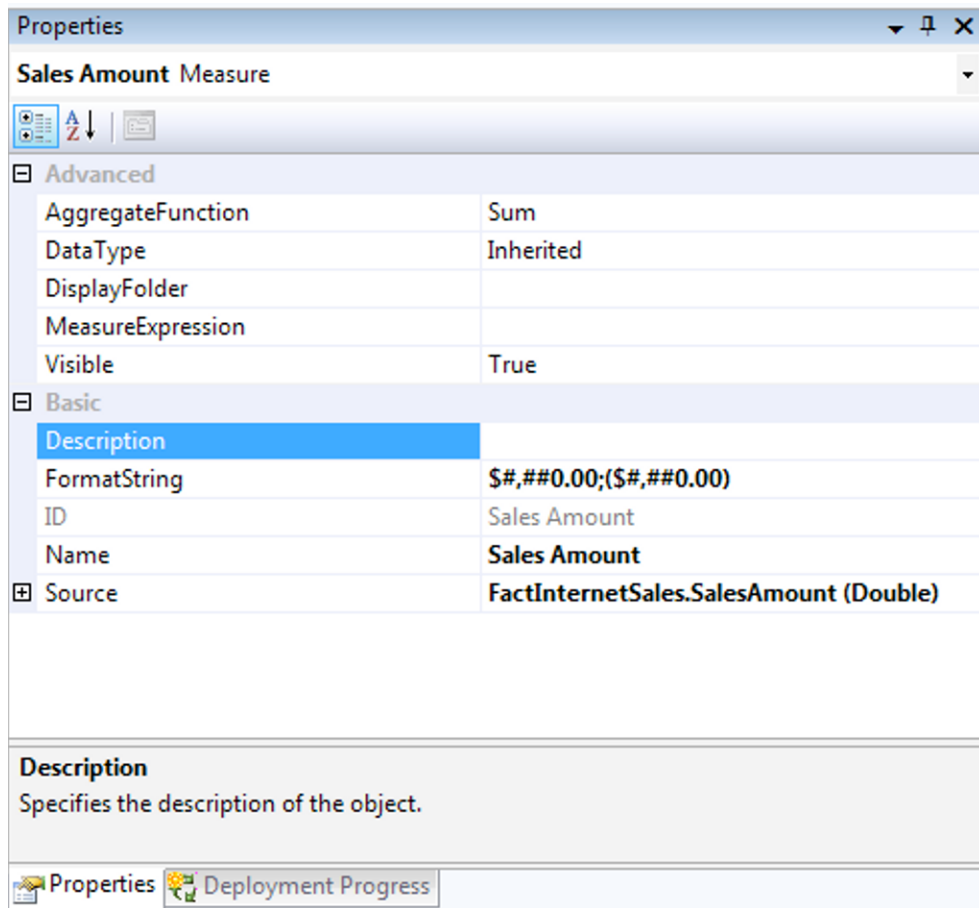 Properties
Sales Amount Measure
Advanced
AggregateFunction Sum
DataType Inherited
DisplayFolder
MeasureExpression
Visible True
Basic
Description
FormatString $#,##0.00;($#,##0.00)
ID Sales Amount
Name Sales Amount
Source FactInternetSales.SalesAmount (Double)
Description
Specifies the description of the object.
Properties Deployment Progress